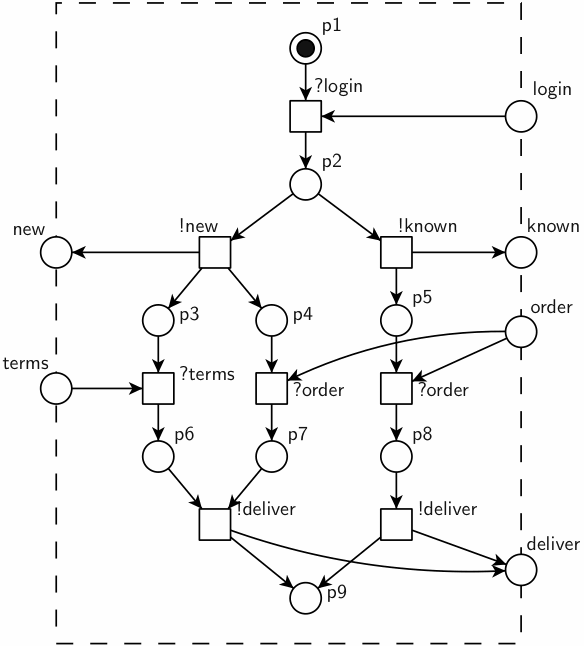 p1
?login
login
p2
new
!new
!known
known
p3
p4
p5
order
terms
?terms
?order
?order
p6
p7
p8
!deliver
!deliver
deliver
p9